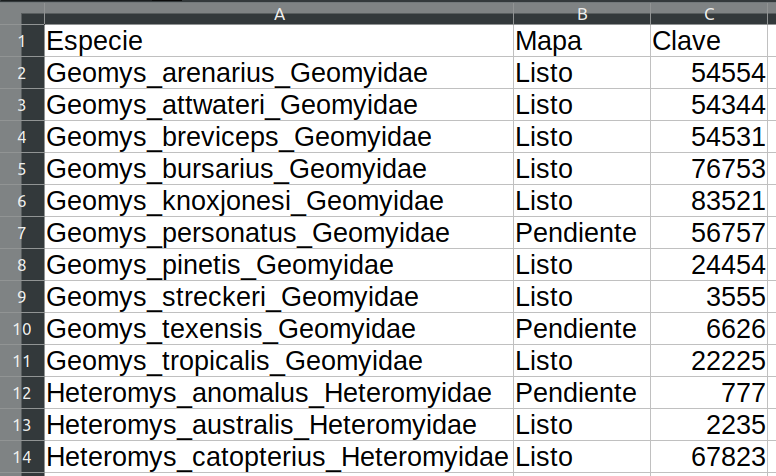 A B C
1 Especie Mapa Clave
2 Geomys_arenarius_Geomyidae Listo 54554
3 Geomys_attwateri_Geomyidae Listo 54344
4 Geomys_breviceps_Geomyidae Listo 54531
5 Geomys_bursarius_Geomyidae Listo 76753
6 Geomys_knoxjonesi_Geomyidae Listo 83521
7 Geomys_personatus_Geomyidae Pendiente 56757
8 Geomys_pinetis_Geomyidae Listo 24454
9 Geomys_streckeri_Geomyidae Listo 3555
10 Geomys_texensis_Geomyidae Pendiente 6626
11 Geomys_tropicalis_Geomyidae Listo 22225
12 Heteromys_anomalus_Heteromyidae Pendiente 777
13 Heteromys_australis_Heteromyidae Listo 2235
14 Heteromys_catopterius_Heteromyidae Listo 67823